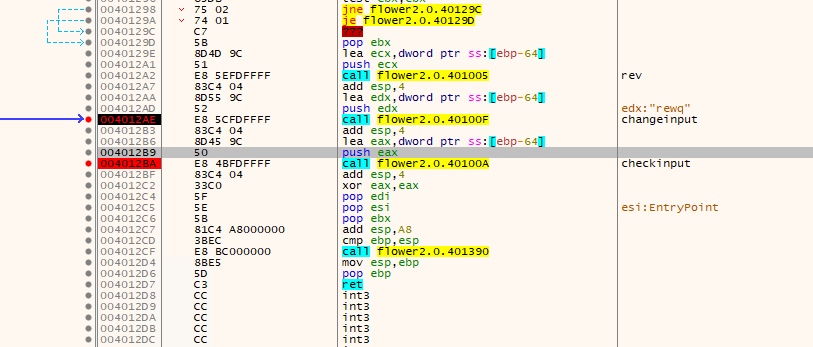 test ebx,ebx
00401298 75 02 jne flower2.0.40129C
0040129A 74 01 je flower2.0.40129D
0040129C C7 ???
0040129D 5B pop ebx
0040129E 8D4D 9C lea ecx,dword ptr ss:[ebp-64]
004012A1 51 push ecx
004012A2 E8 5EFDFFFF call flower2.0.401005 rev
004012A7 83C4 04 add esp,4
004012AA 8D55 9C lea edx,dword ptr ss:[ebp-64]
004012AD 52 push edx edx:"rewq"
004012AE E8 5CFDFFFF call flower2.0.40100F changeinput
004012B3 83C4 04 add esp,4
004012B6 8D45 9C lea eax,dword ptr ss:[ebp-64]
004012B9 50 push eax
004012BA E8 4BFDFFFF call flower2.0.40100A checkinput
004012BF 83C4 04 add esp,4
004012C2 33C0 xor eax,eax
004012C4 5F pop edi
004012C5 5E pop esi esi:EntryPoint
004012C6 5B pop ebx
004012C7 81C4 A8000000 add esp,A8
004012CD 3BEC cmp ebp,esp
004012CF E8 BC000000 call flower2.0.401390
004012D4 8BE5 mov esp,ebp
004012D6 5D pop ebp
004012D7 C3 ret
004012D8 CC int3
004012D9 CC int3
004012DA CC int3
004012DB CC int3
004012DC CC int3